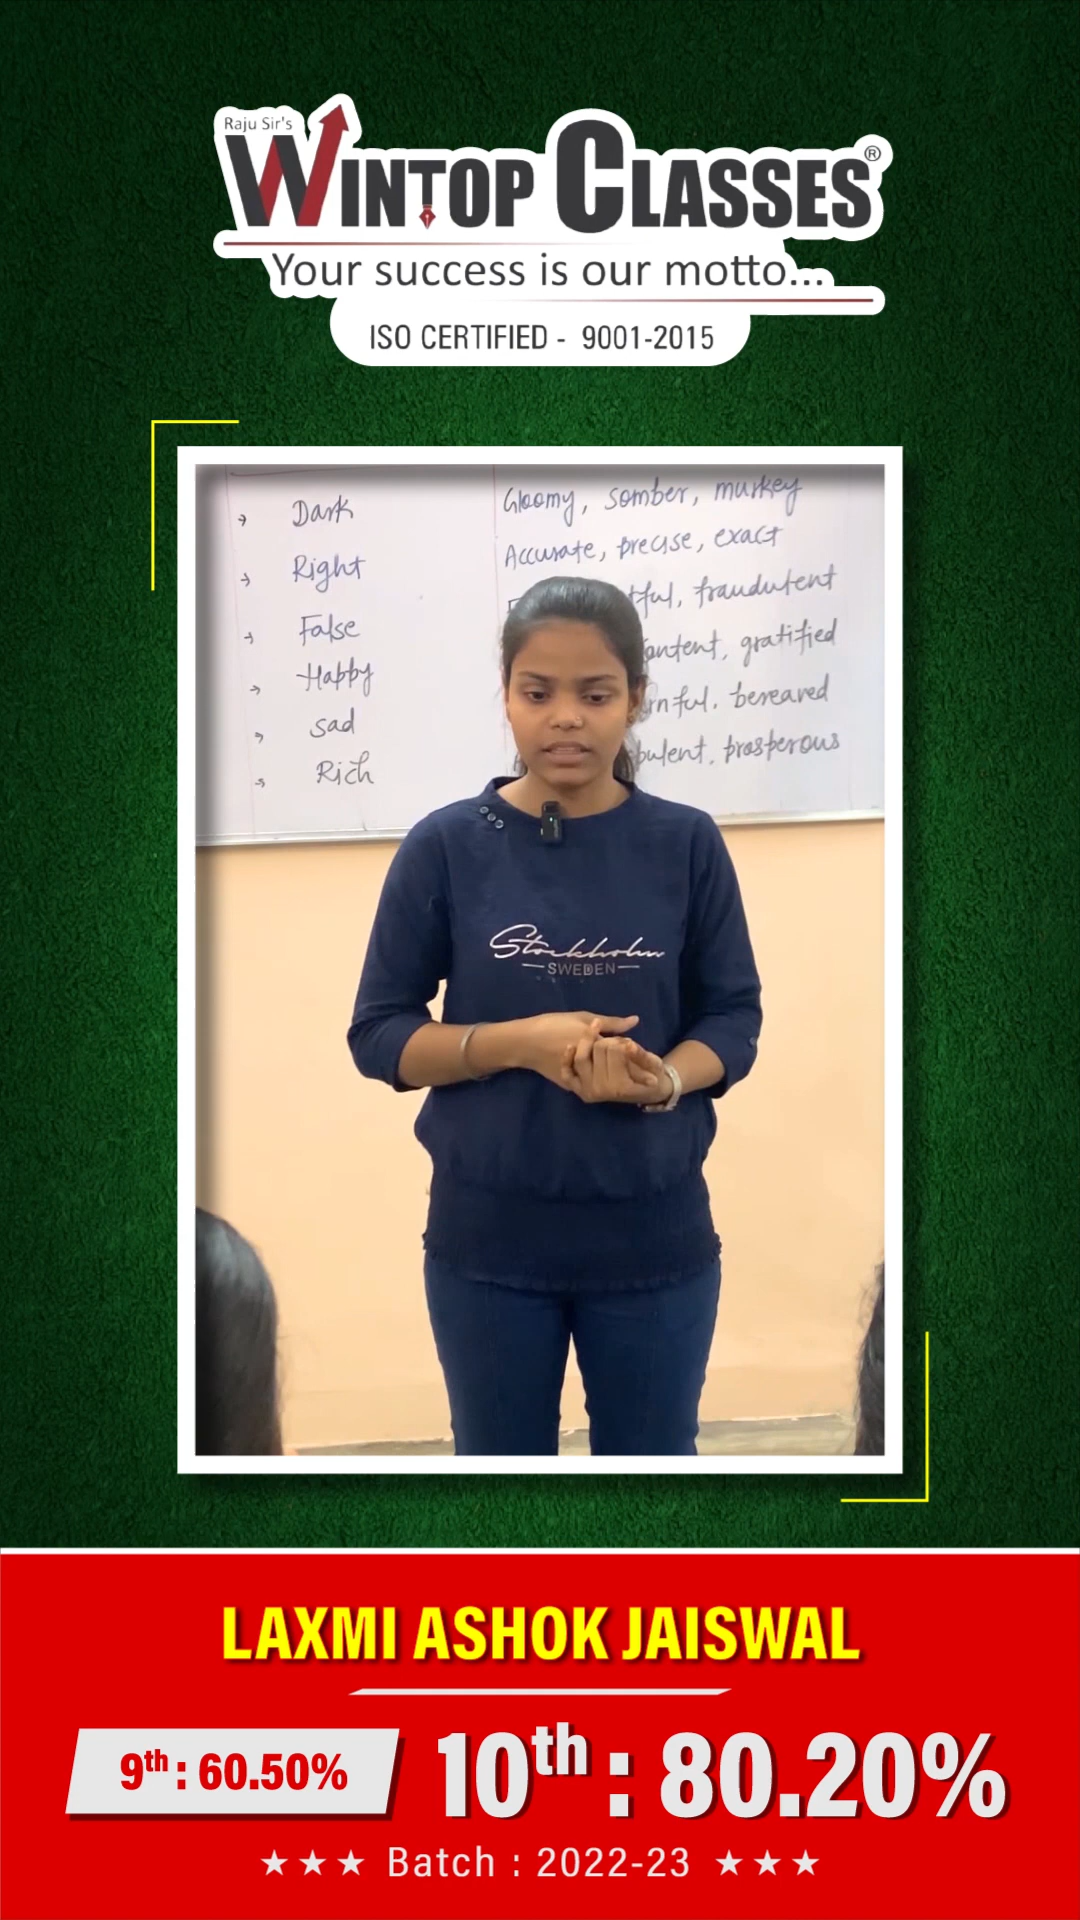 Raju Sir's
WINTOP CLASSES®
Your success is our motto...
ISO CERTIFIED - 9001-2015
→ Dark Gloomy, somber, murkey
→ Right Accurate, precise, exact
→ False fraudutent
→ Happy gratified
→ sad bereaved
→ Rich prosperous
Stockholm
SWEDEN
LAXMI ASHOK JAISWAL
9th : 60.50% 10th : 80.20%
★★★ Batch : 2022-23 ★★★